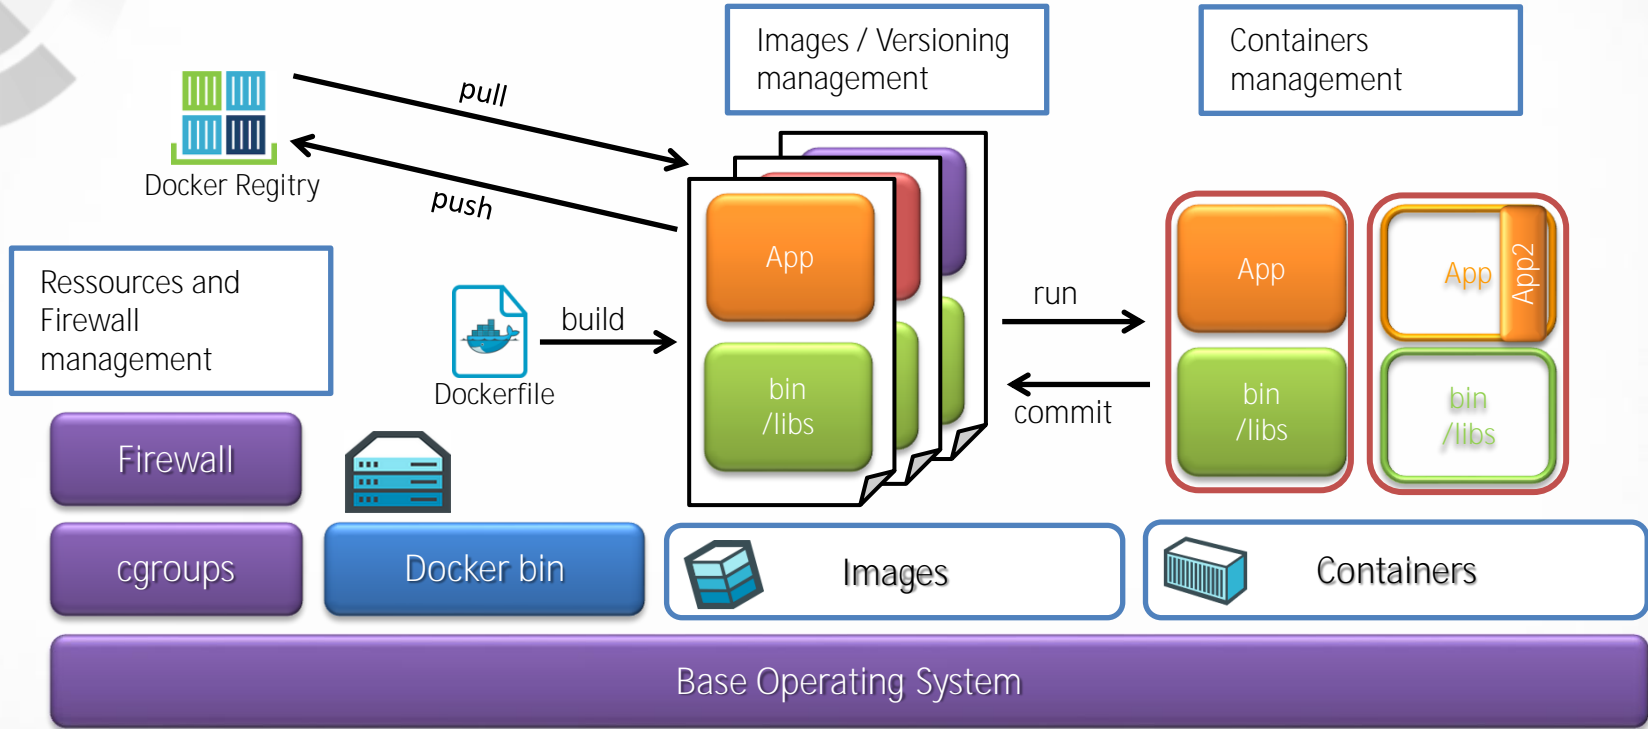 Images / Versioning
management
Containers
management
pull
push
Docker Regitry
Ressources and
Firewall
management
Dockerfile
build
App
bin
/libs
run
commit
App
bin
/libs
App
App2
bin
/libs
Firewall
cgroups
Docker bin
Images
Containers
Base Operating System